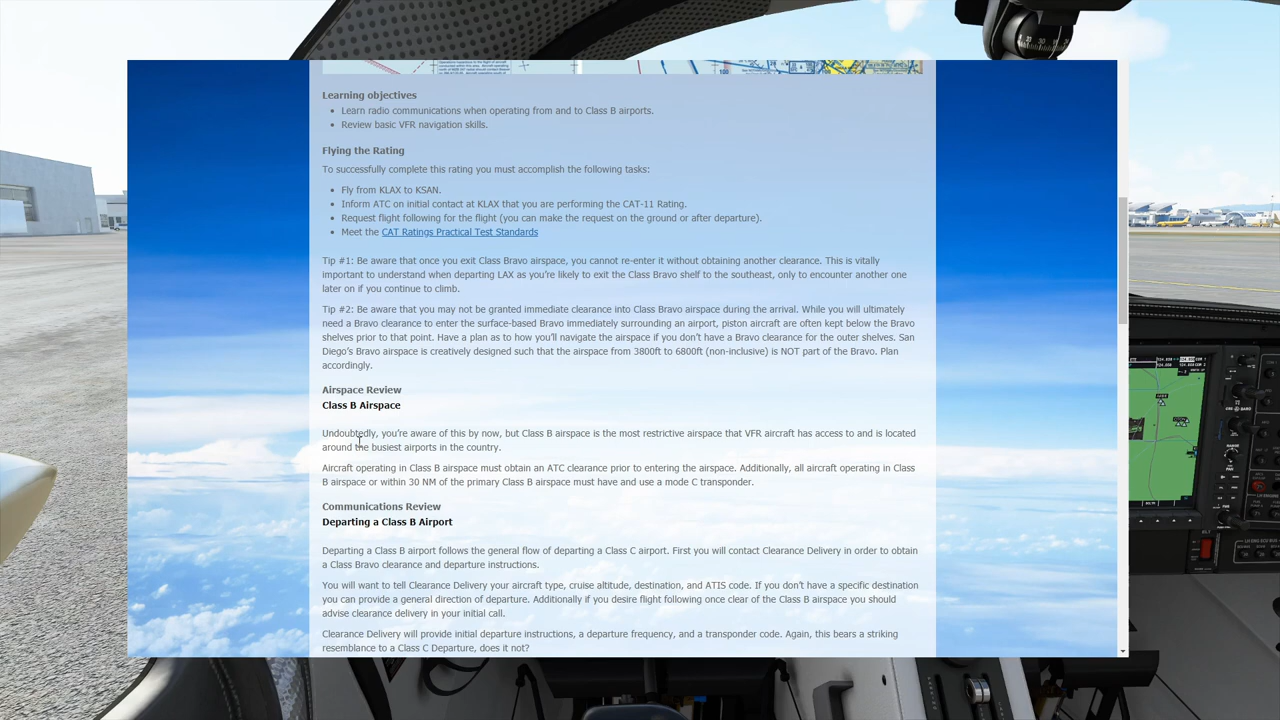 Learning objectives
• Learn radio communications when operating from and to Class B airports.
• Review basic VFR navigation skills.
Flying the Rating
To successfully complete this rating you must accomplish the following tasks:
• Fly from KLAX to KSAN.
• Inform ATC on initial contact at KLAX that you are performing the CAT-11 Rating.
• Request flight following for the flight (you can make the request on the ground or after departure).
• Meet the CAT Ratings Practical Test Standards
Tip #1: Be aware that once you exit Class Bravo airspace, you cannot re-enter it without obtaining another clearance. This is vitally
important to understand when departing LAX as you're likely to exit the Class Bravo shelf to the southeast, only to encounter another one
later on if you continue to climb.
Tip #2: Be aware that you may not be granted immediate clearance into Class Bravo airspace during the arrival. While you will ultimately
need a Bravo clearance to enter the surface-based Bravo immediately surrounding an airport, piston aircraft are often kept below the Bravo
shelves prior to that point. Have a plan as to how you'll navigate the airspace if you don't have a Bravo clearance for the outer shelves. San
Diego's Bravo airspace is creatively designed such that the airspace from 3800ft to 6800ft (non-inclusive) is NOT part of the Bravo. Plan
accordingly.
Airspace Review
Class B Airspace
Undoubtedly, you're aware of this by now, but Class B airspace is the most restrictive airspace that VFR aircraft has access to and is located
around the busiest airports in the country.
Aircraft operating in Class B airspace must obtain an ATC clearance prior to entering the airspace. Additionally, all aircraft operating in Class
B airspace or within 30 NM of the primary Class B airspace must have and use a mode C transponder.
Communications Review
Departing a Class B Airport
Departing a Class B airport follows the general flow of departing a Class C airport. First you will contact Clearance Delivery in order to obtain
a Class Bravo clearance and departure instructions.
You will want to tell Clearance Delivery your aircraft type, cruise altitude, destination, and ATIS code. If you don't have a specific destination
you can provide a general direction of departure. Additionally if you desire flight following once clear of the Class B airspace you should
advise clearance delivery in your initial call.
Clearance Delivery will provide initial departure instructions, a departure frequency, and a transponder code. Again, this bears a striking
resemblance to a Class C Departure, does it not?